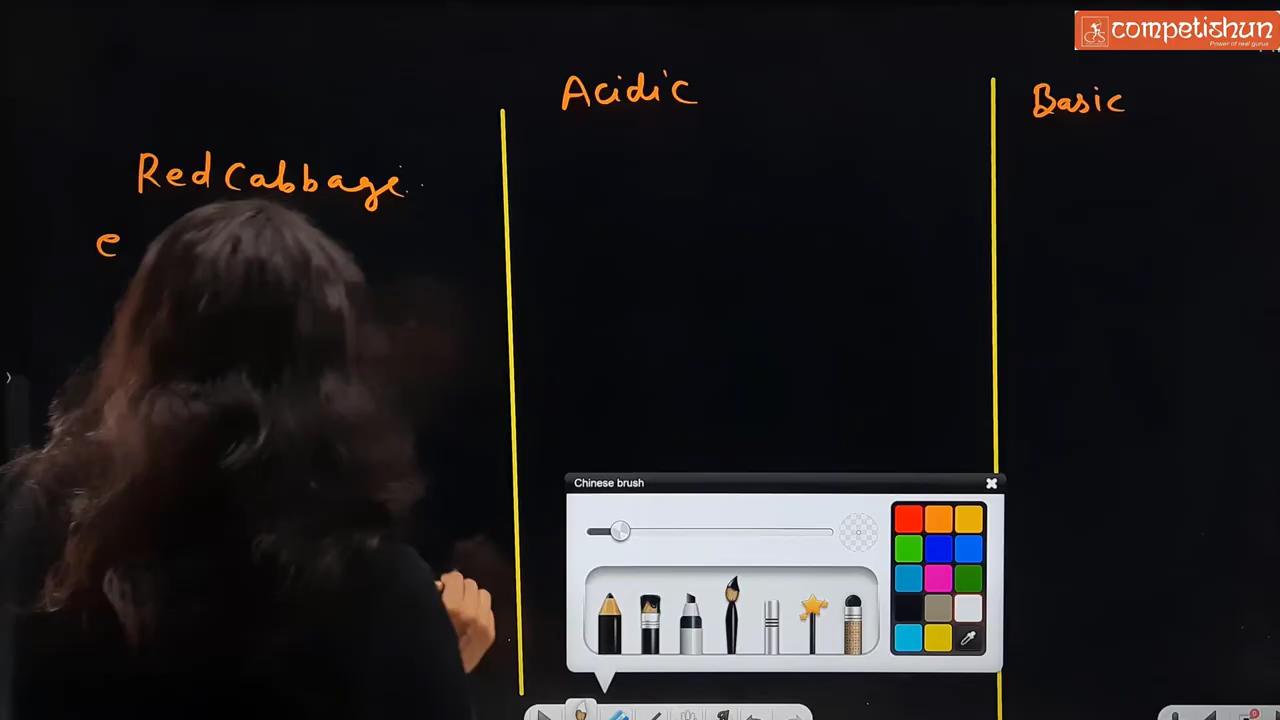 competishun
Power of real gurus
Acidic
Basic
Red Cabbage
e
Chinese brush